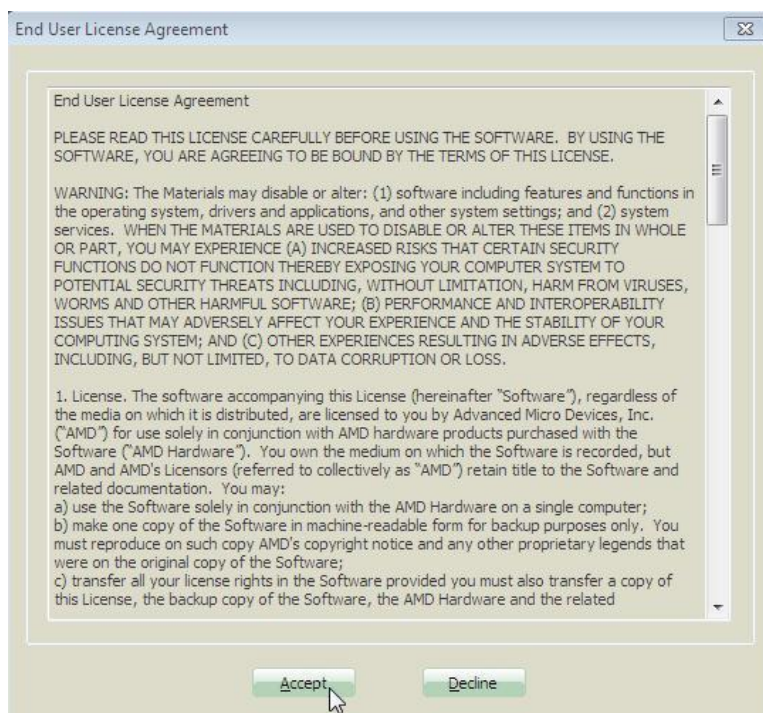 End User License Agreement
End User License Agreement
PLEASE READ THIS LICENSE CAREFULLY BEFORE USING THE SOFTWARE.  BY USING THE
SOFTWARE, YOU ARE AGREEING TO BE BOUND BY THE TERMS OF THIS LICENSE.
WARNING: The Materials may disable or alter: (1) software including features and functions in
the operating system, drivers and applications, and other system settings; and (2) system
services.  WHEN THE MATERIALS ARE USED TO DISABLE OR ALTER THESE ITEMS IN WHOLE
OR PART, YOU MAY EXPERIENCE (A) INCREASED RISKS THAT CERTAIN SECURITY
FUNCTIONS DO NOT FUNCTION THEREBY EXPOSING YOUR COMPUTER SYSTEM TO
POTENTIAL SECURITY THREATS INCLUDING, WITHOUT LIMITATION, HARM FROM VIRUSES,
WORMS AND OTHER HARMFUL SOFTWARE; (B) PERFORMANCE AND INTEROPERABILITY
ISSUES THAT MAY ADVERSELY AFFECT YOUR EXPERIENCE AND THE STABILITY OF YOUR
COMPUTING SYSTEM; AND (C) OTHER EXPERIENCES RESULTING IN ADVERSE EFFECTS,
INCLUDING, BUT NOT LIMITED, TO DATA CORRUPTION OR LOSS.
1. License. The software accompanying this License (hereinafter “Software”), regardless of
the media on which it is distributed, are licensed to you by Advanced Micro Devices, Inc.
(“AMD”) for use solely in conjunction with AMD hardware products purchased with the
Software (“AMD Hardware”).  You own the medium on which the Software is recorded, but
AMD and AMD's Licensors (referred to collectively as “AMD”) retain title to the Software and
related documentation.  You may:
a) use the Software solely in conjunction with the AMD Hardware on a single computer;
b) make one copy of the Software in machine-readable form for backup purposes only.  You
must reproduce on such copy AMD's copyright notice and any other proprietary legends that
were on the original copy of the Software;
c) transfer all your license rights in the Software provided you must also transfer a copy of
this License, the backup copy of the Software, the AMD Hardware and the related
Accept
Decline